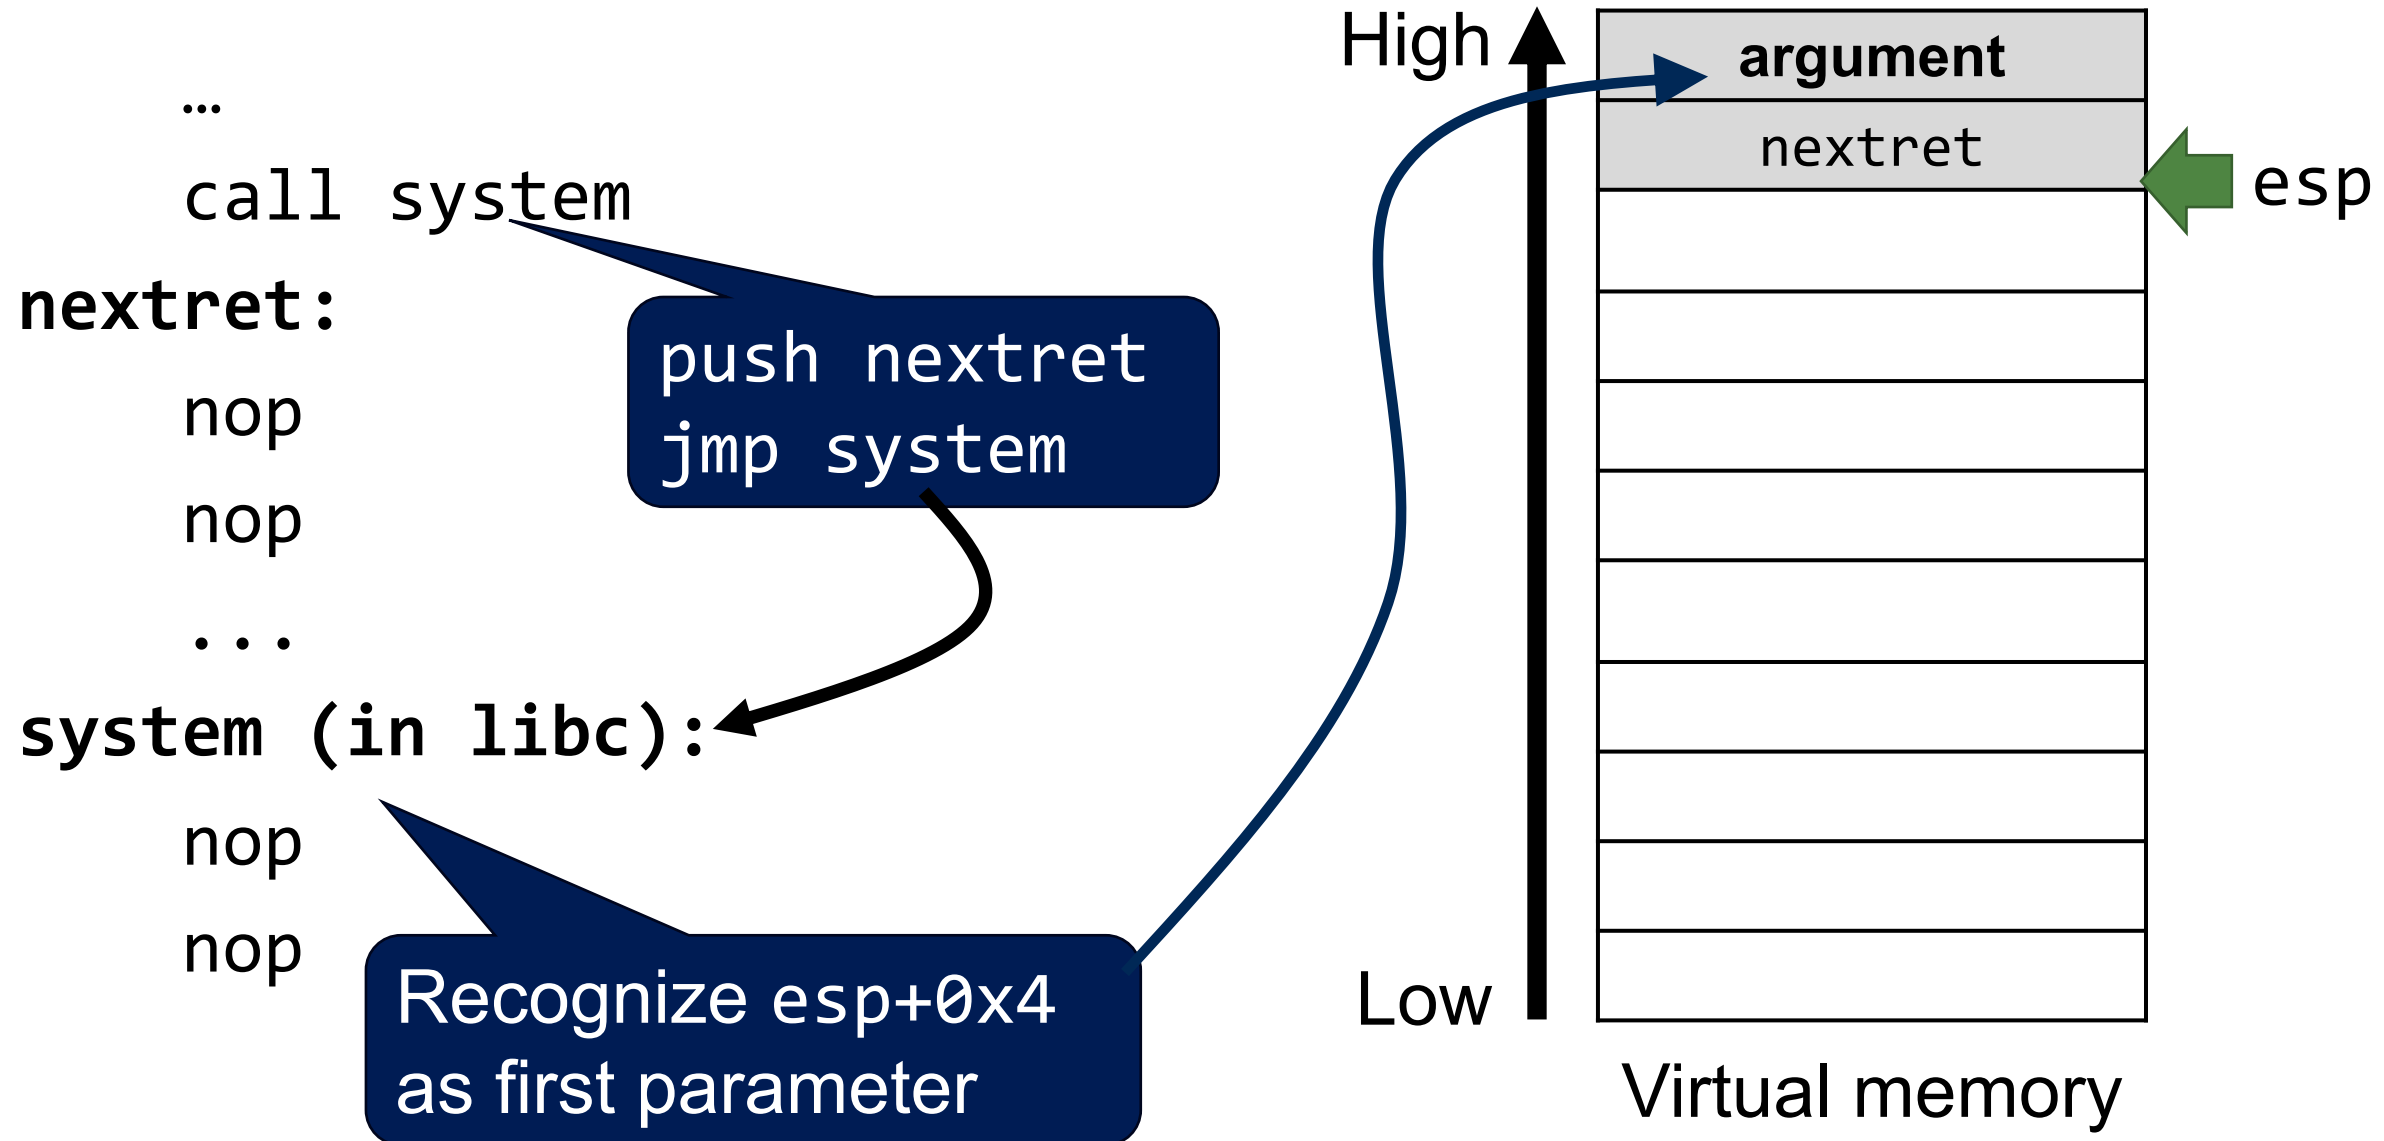 …
call system
nextret:
nop
nop
...
system (in libc):
nop
nop
push nextret
jmp system
Recognize esp+0x4
as first parameter
High
Low
argument
nextret
esp
Virtual memory